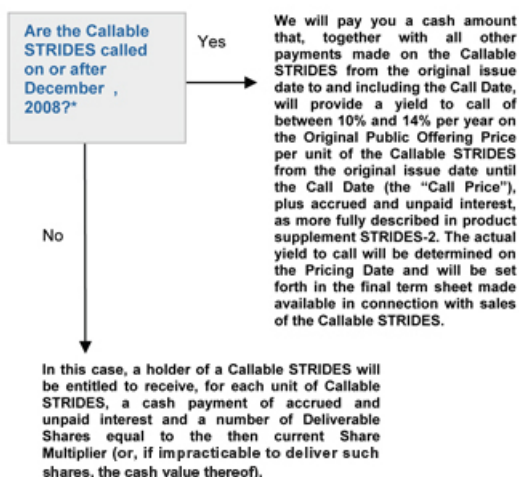 Are the Callable
STRIDES called
on or after
December ,
2008?*
Yes
We will pay you a cash amount
that, together with all other
payments made on the Callable
STRIDES from the original issue
date to and including the Call Date,
will provide a yield to call of
between 10% and 14% per year on
the Original Public Offering Price
per unit of the Callable STRIDES
from the original issue date until
the Call Date (the “Call Price”),
plus accrued and unpaid interest,
as more fully described in product
supplement STRIDES-2. The actual
yield to call will be determined on
the Pricing Date and will be set
forth in the final term sheet made
available in connection with sales
of the Callable STRIDES.
No
In this case, a holder of a Callable STRIDES will
be entitled to receive, for each unit of Callable
STRIDES, a cash payment of accrued and
unpaid interest and a number of Deliverable
Shares equal to the then current Share
Multiplier (or, if impracticable to deliver such
shares, the cash value thereof).